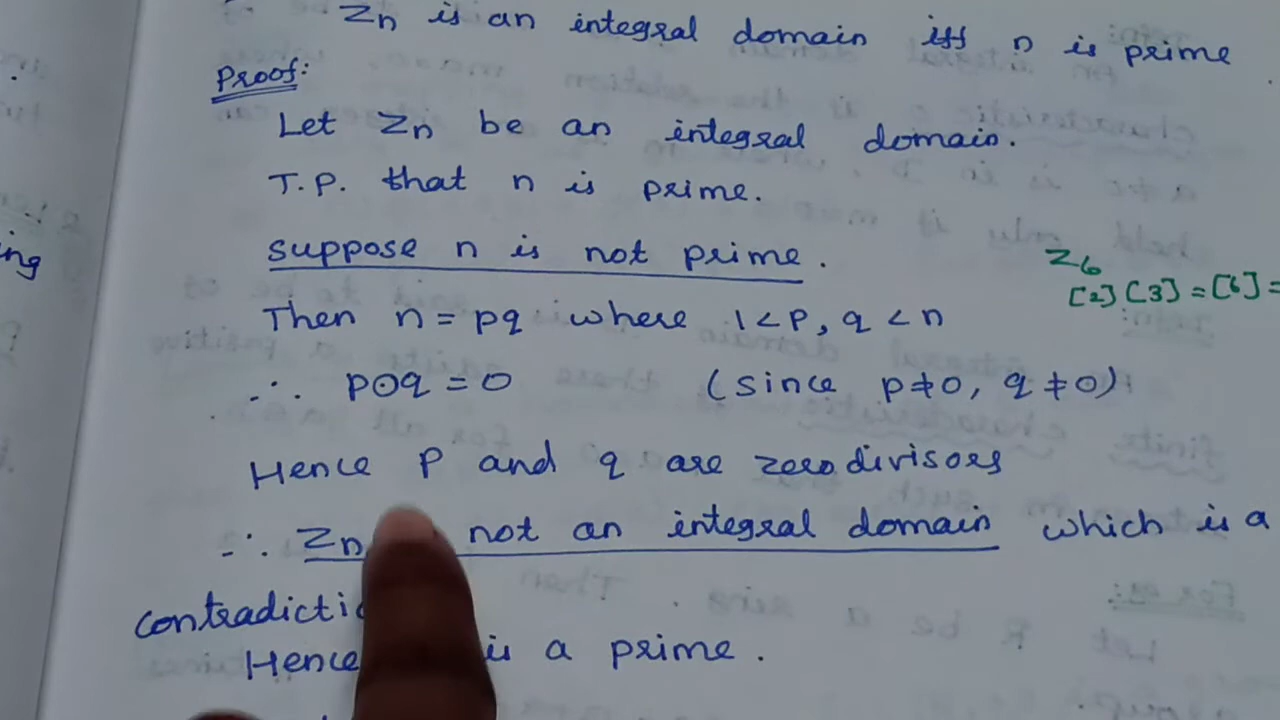 Zn is an integral domain iff n is prime
Proof:
Let Zn be an integral domain.
T.P. that n is prime.
Suppose n is not prime.
Z6
[2] [3] = [6] =
Then n = pq where 1 < p, q < n
∴ p⊙q = 0 (since p ≠ 0, q ≠ 0)
Hence p and q are zero divisors
∴ Zn not an integral domain which is a
contradicti
Hence is a prime.
ing